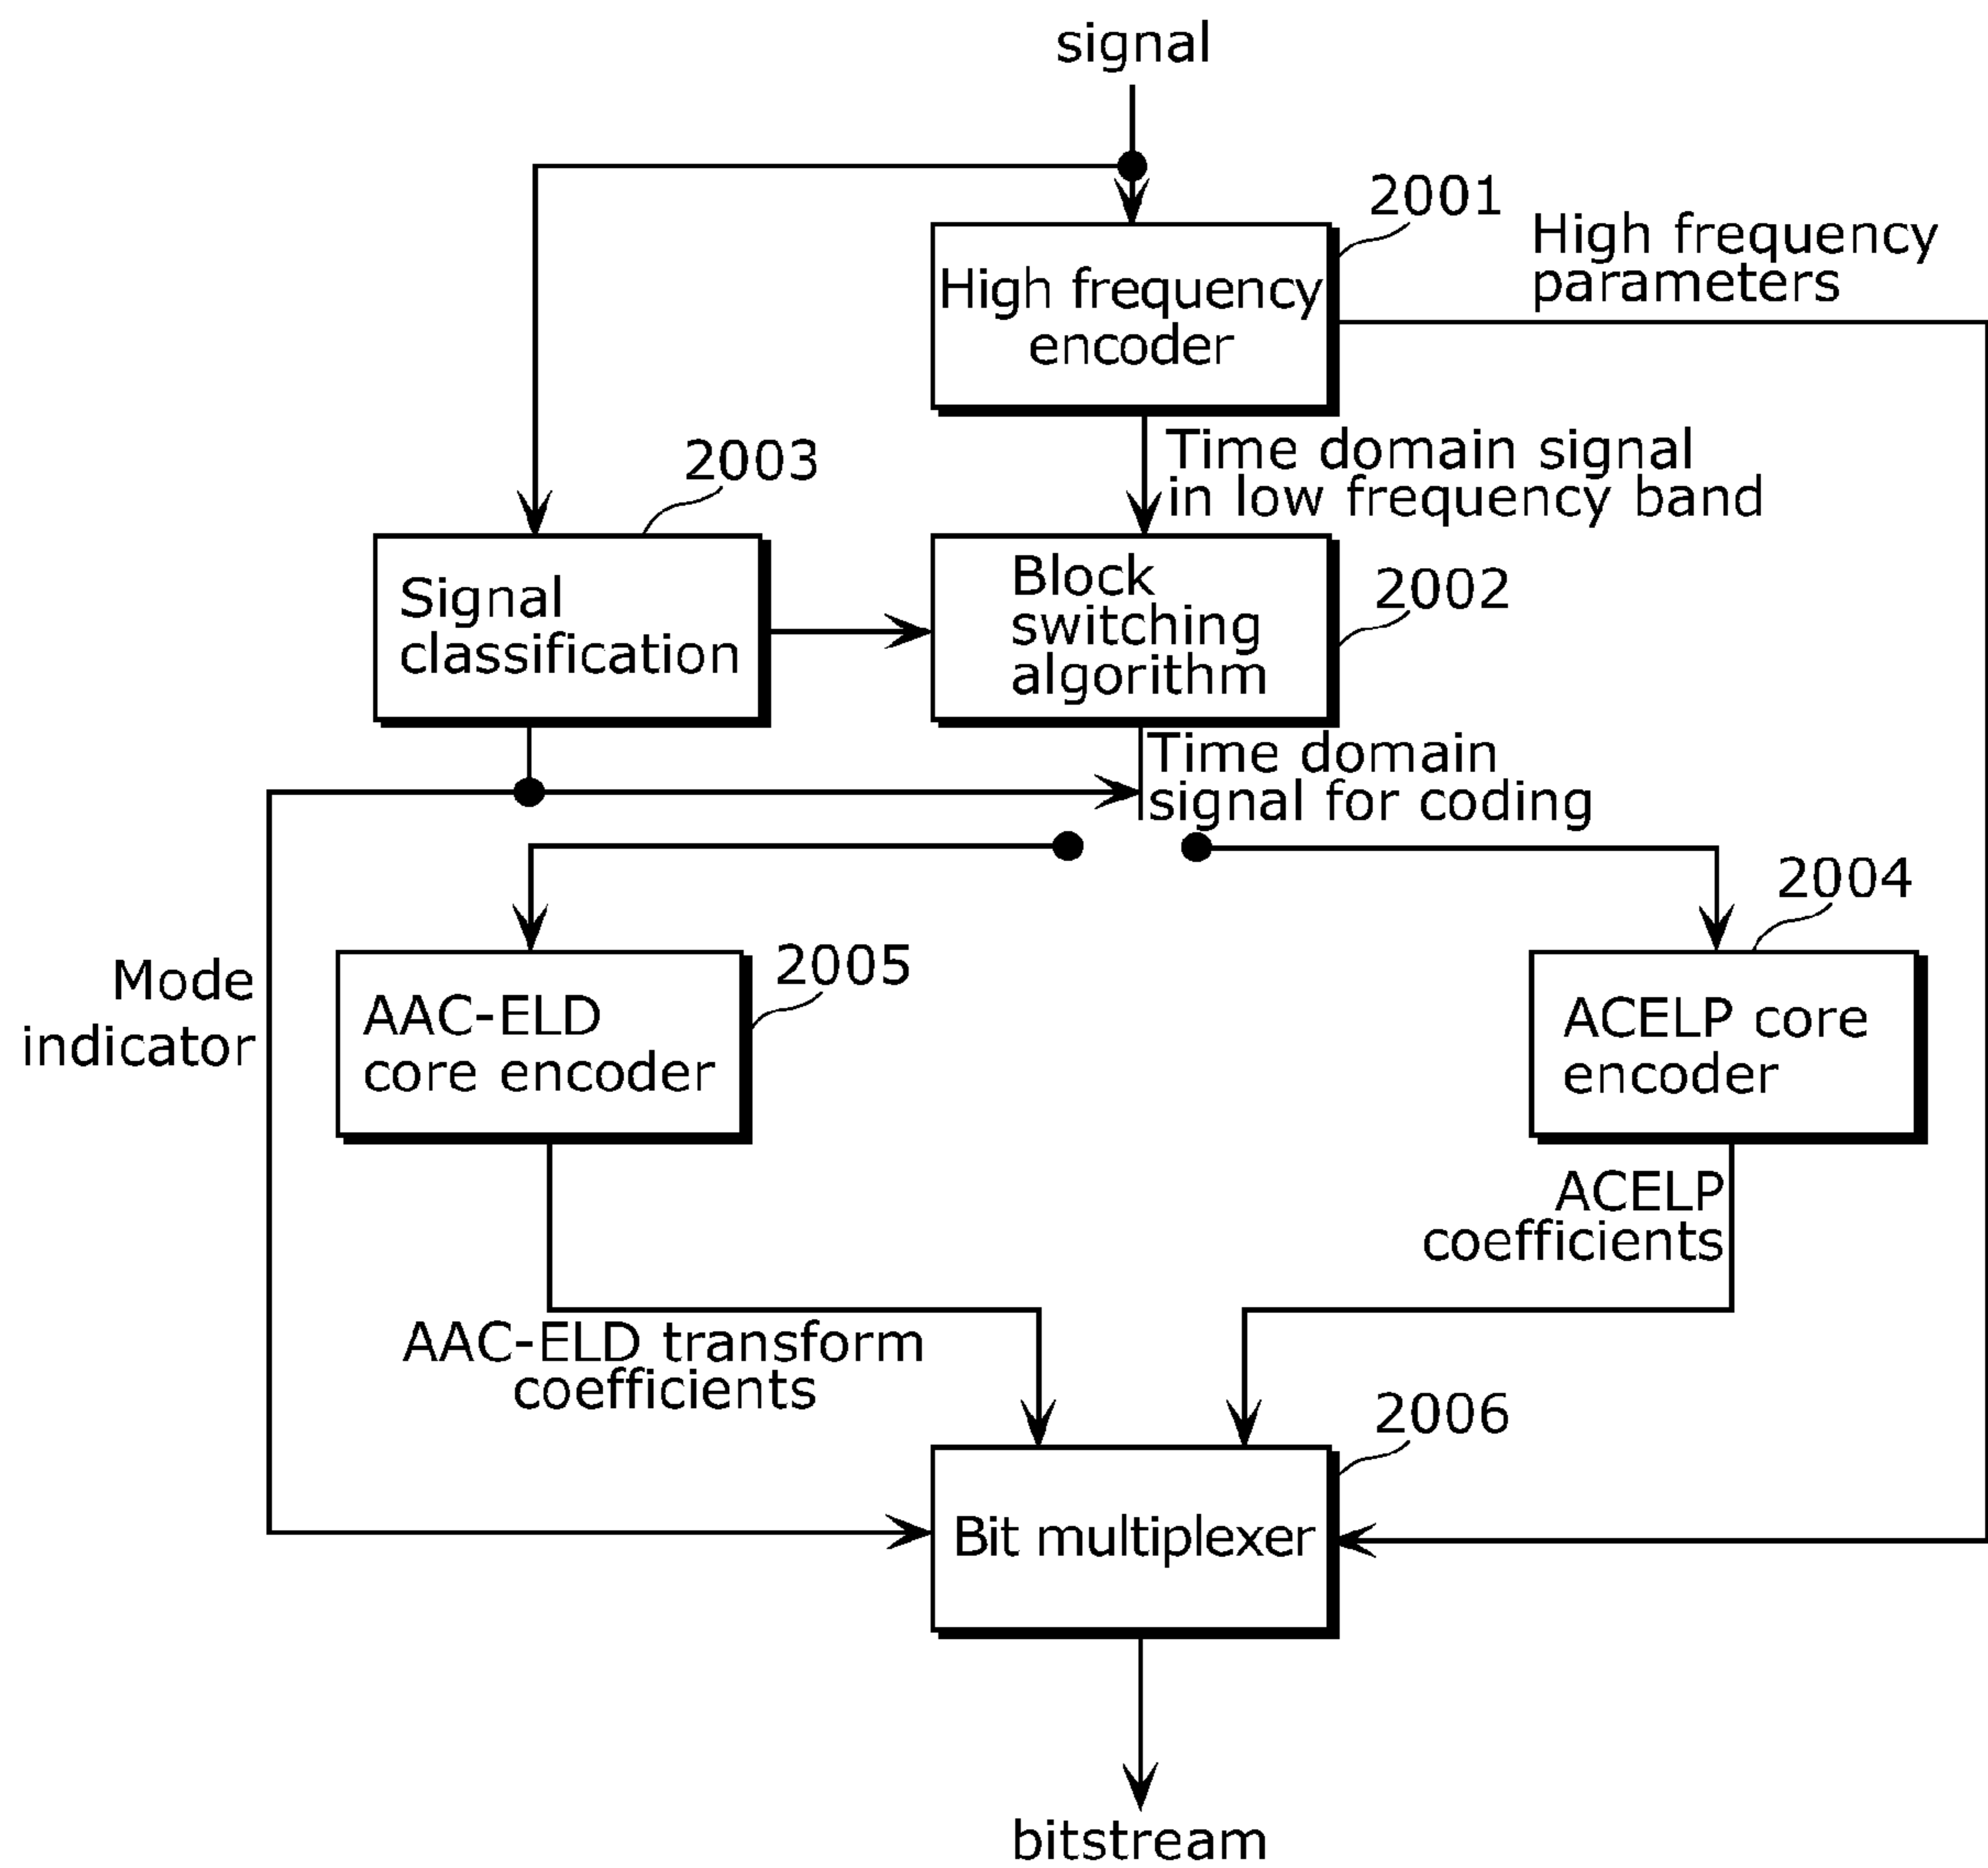 signal
2001
High frequency
parameters
High frequency
encoder
Time domain signal
in low frequency band
2003
Signal
classification
Block
switching
algorithm
2002
Time domain
signal for coding
2004
Mode
indicator
2005
AAC-ELD
core encoder
ACELP core
encoder
ACELP
coefficients
AAC-ELD transform
coefficients
2006
Bit multiplexer
bitstream